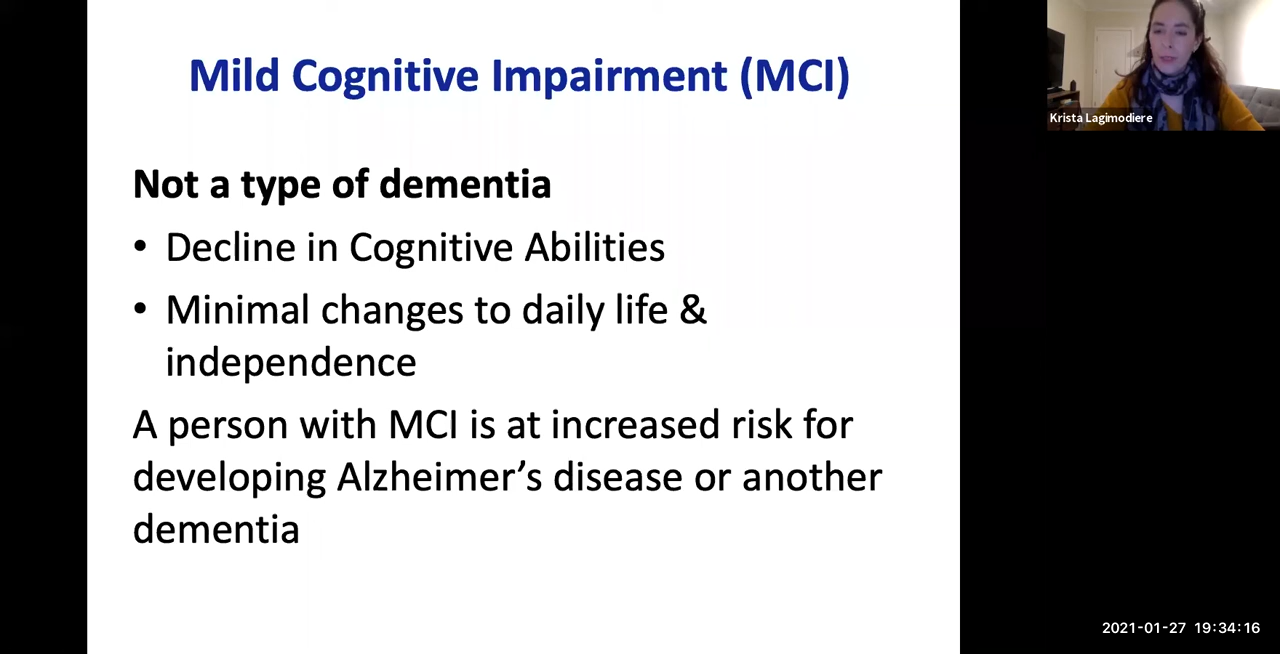 Mild Cognitive Impairment (MCI)
Krista Lagimodiere
Not a type of dementia
• Decline in Cognitive Abilities
• Minimal changes to daily life &
independence
A person with MCI is at increased risk for
developing Alzheimer’s disease or another
dementia
2021-01-27 19:34:16